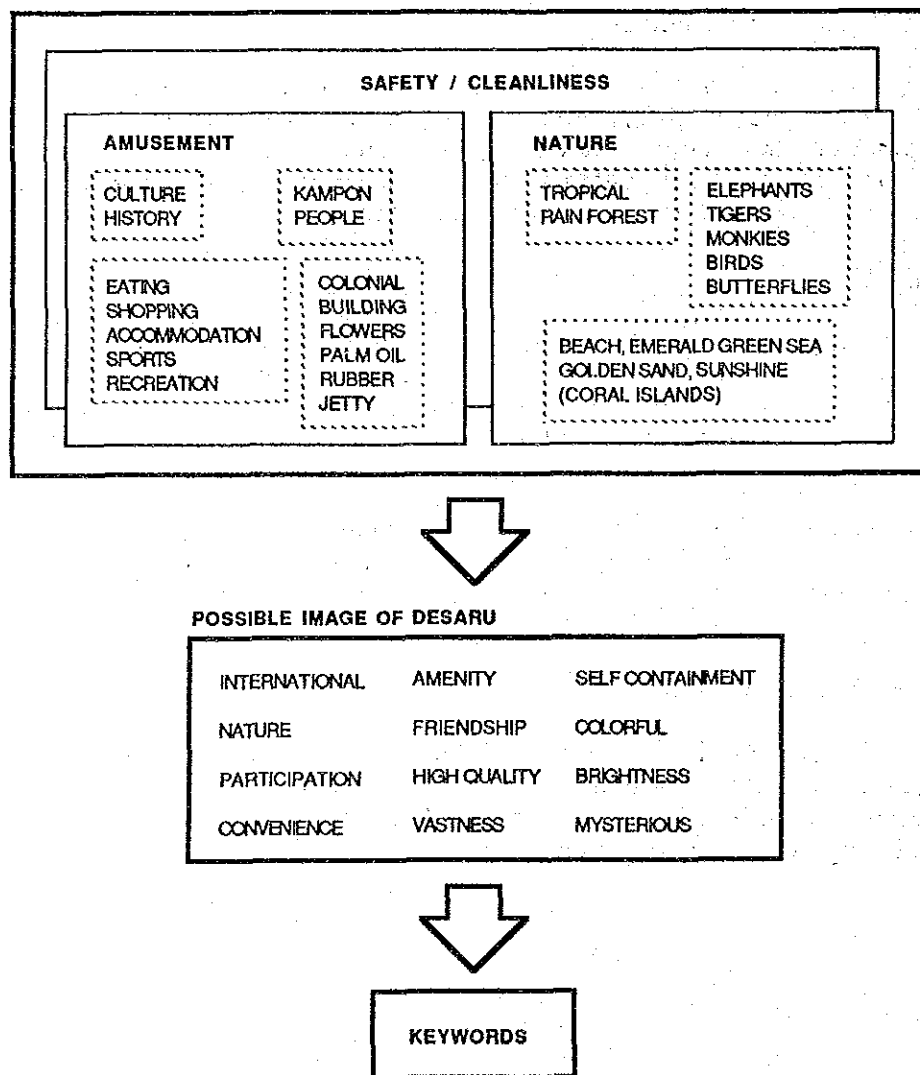 SAFETY / CLEANLINESS
AMUSEMENT
CULTURE
HISTORY
KAMPON
PEOPLE
EATING
SHOPPING
ACCOMMODATION
SPORTS
RECREATION
COLONIAL
BUILDING
FLOWERS
PALM OIL
RUBBER
JETTY
NATURE
TROPICAL
RAIN FOREST
ELEPHANTS
TIGERS
MONKIES
BIRDS
BUTTERFLIES
BEACH, EMERALD GREEN SEA
GOLDEN SAND, SUNSHINE
(CORAL ISLANDS)
POSSIBLE IMAGE OF DESARU
INTERNATIONAL AMENITY SELF CONTAINMENT
NATURE FRIENDSHIP COLORFUL
PARTICIPATION HIGH QUALITY BRIGHTNESS
CONVENIENCE VASTNESS MYSTERIOUS
KEYWORDS